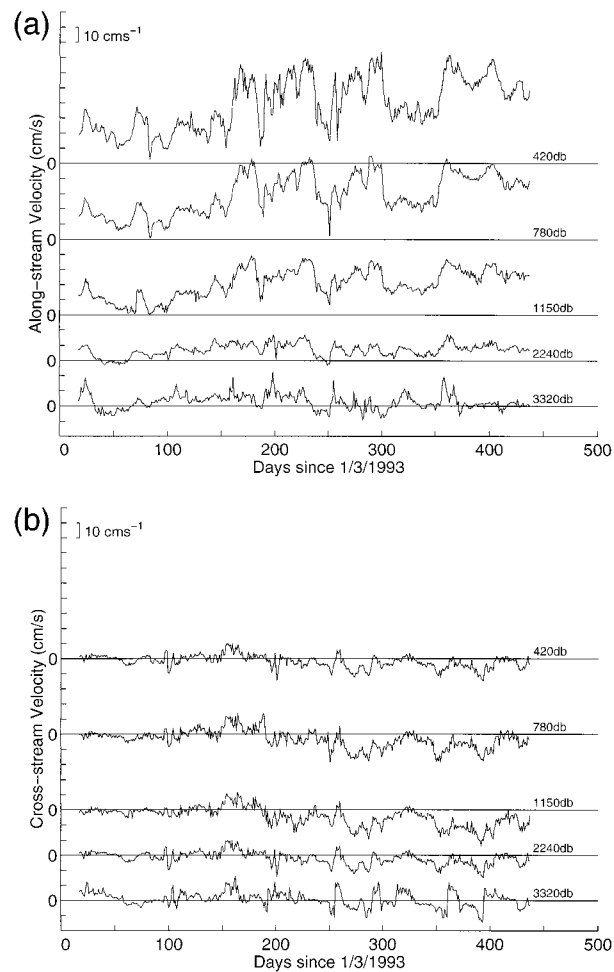 (a)
10 cms⁻¹
Along-stream Velocity (cm/s)
420db
0
780db
0
1150db
0
2240db
0
3320db
0
0 100 200 300 400 500
Days since 1/3/1993
(b)
10 cms⁻¹
Cross-stream Velocity (cm/s)
420db
0
780db
0
1150db
0
2240db
0
3320db
0
0 100 200 300 400 500
Days since 1/3/1993